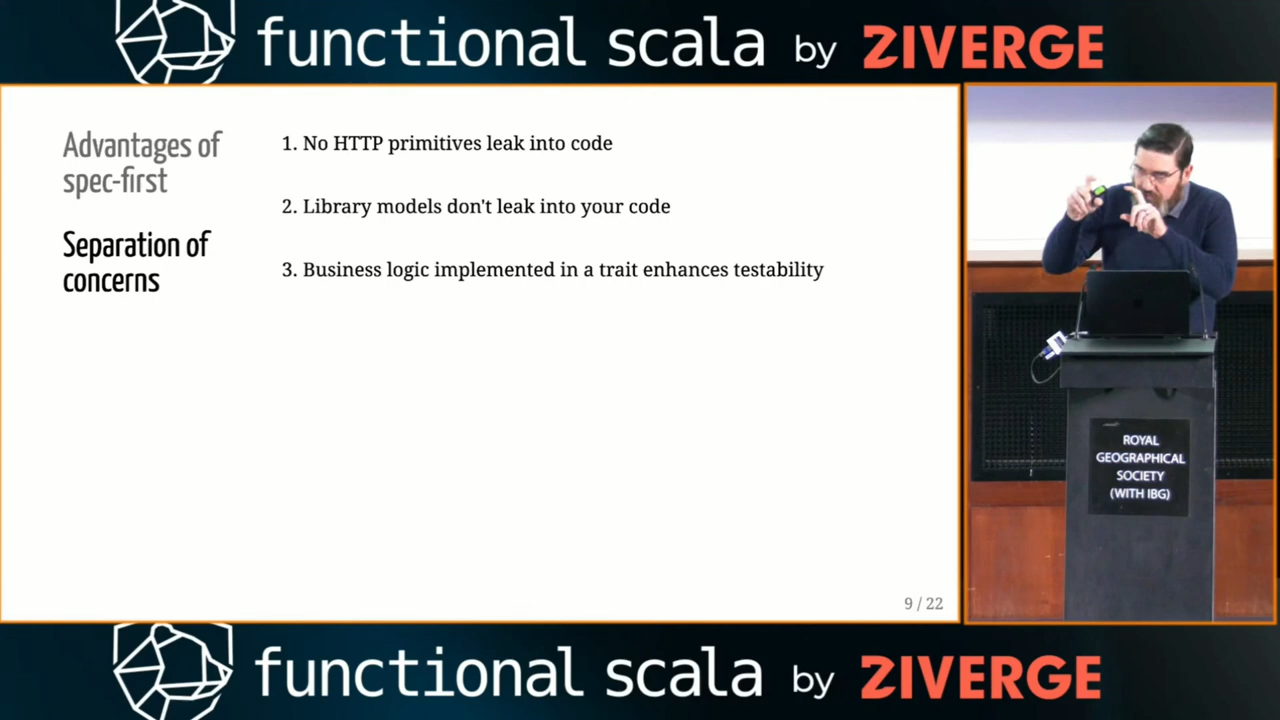 functional scala by ZIVERGE
Advantages of
spec-first
Separation of
concerns
1. No HTTP primitives leak into code
2. Library models don't leak into your code
3. Business logic implemented in a trait enhances testability
9 / 22
ROYAL
GEOGRAPHICAL
SOCIETY
(WITH IBG)
functional scala by ZIVERGE